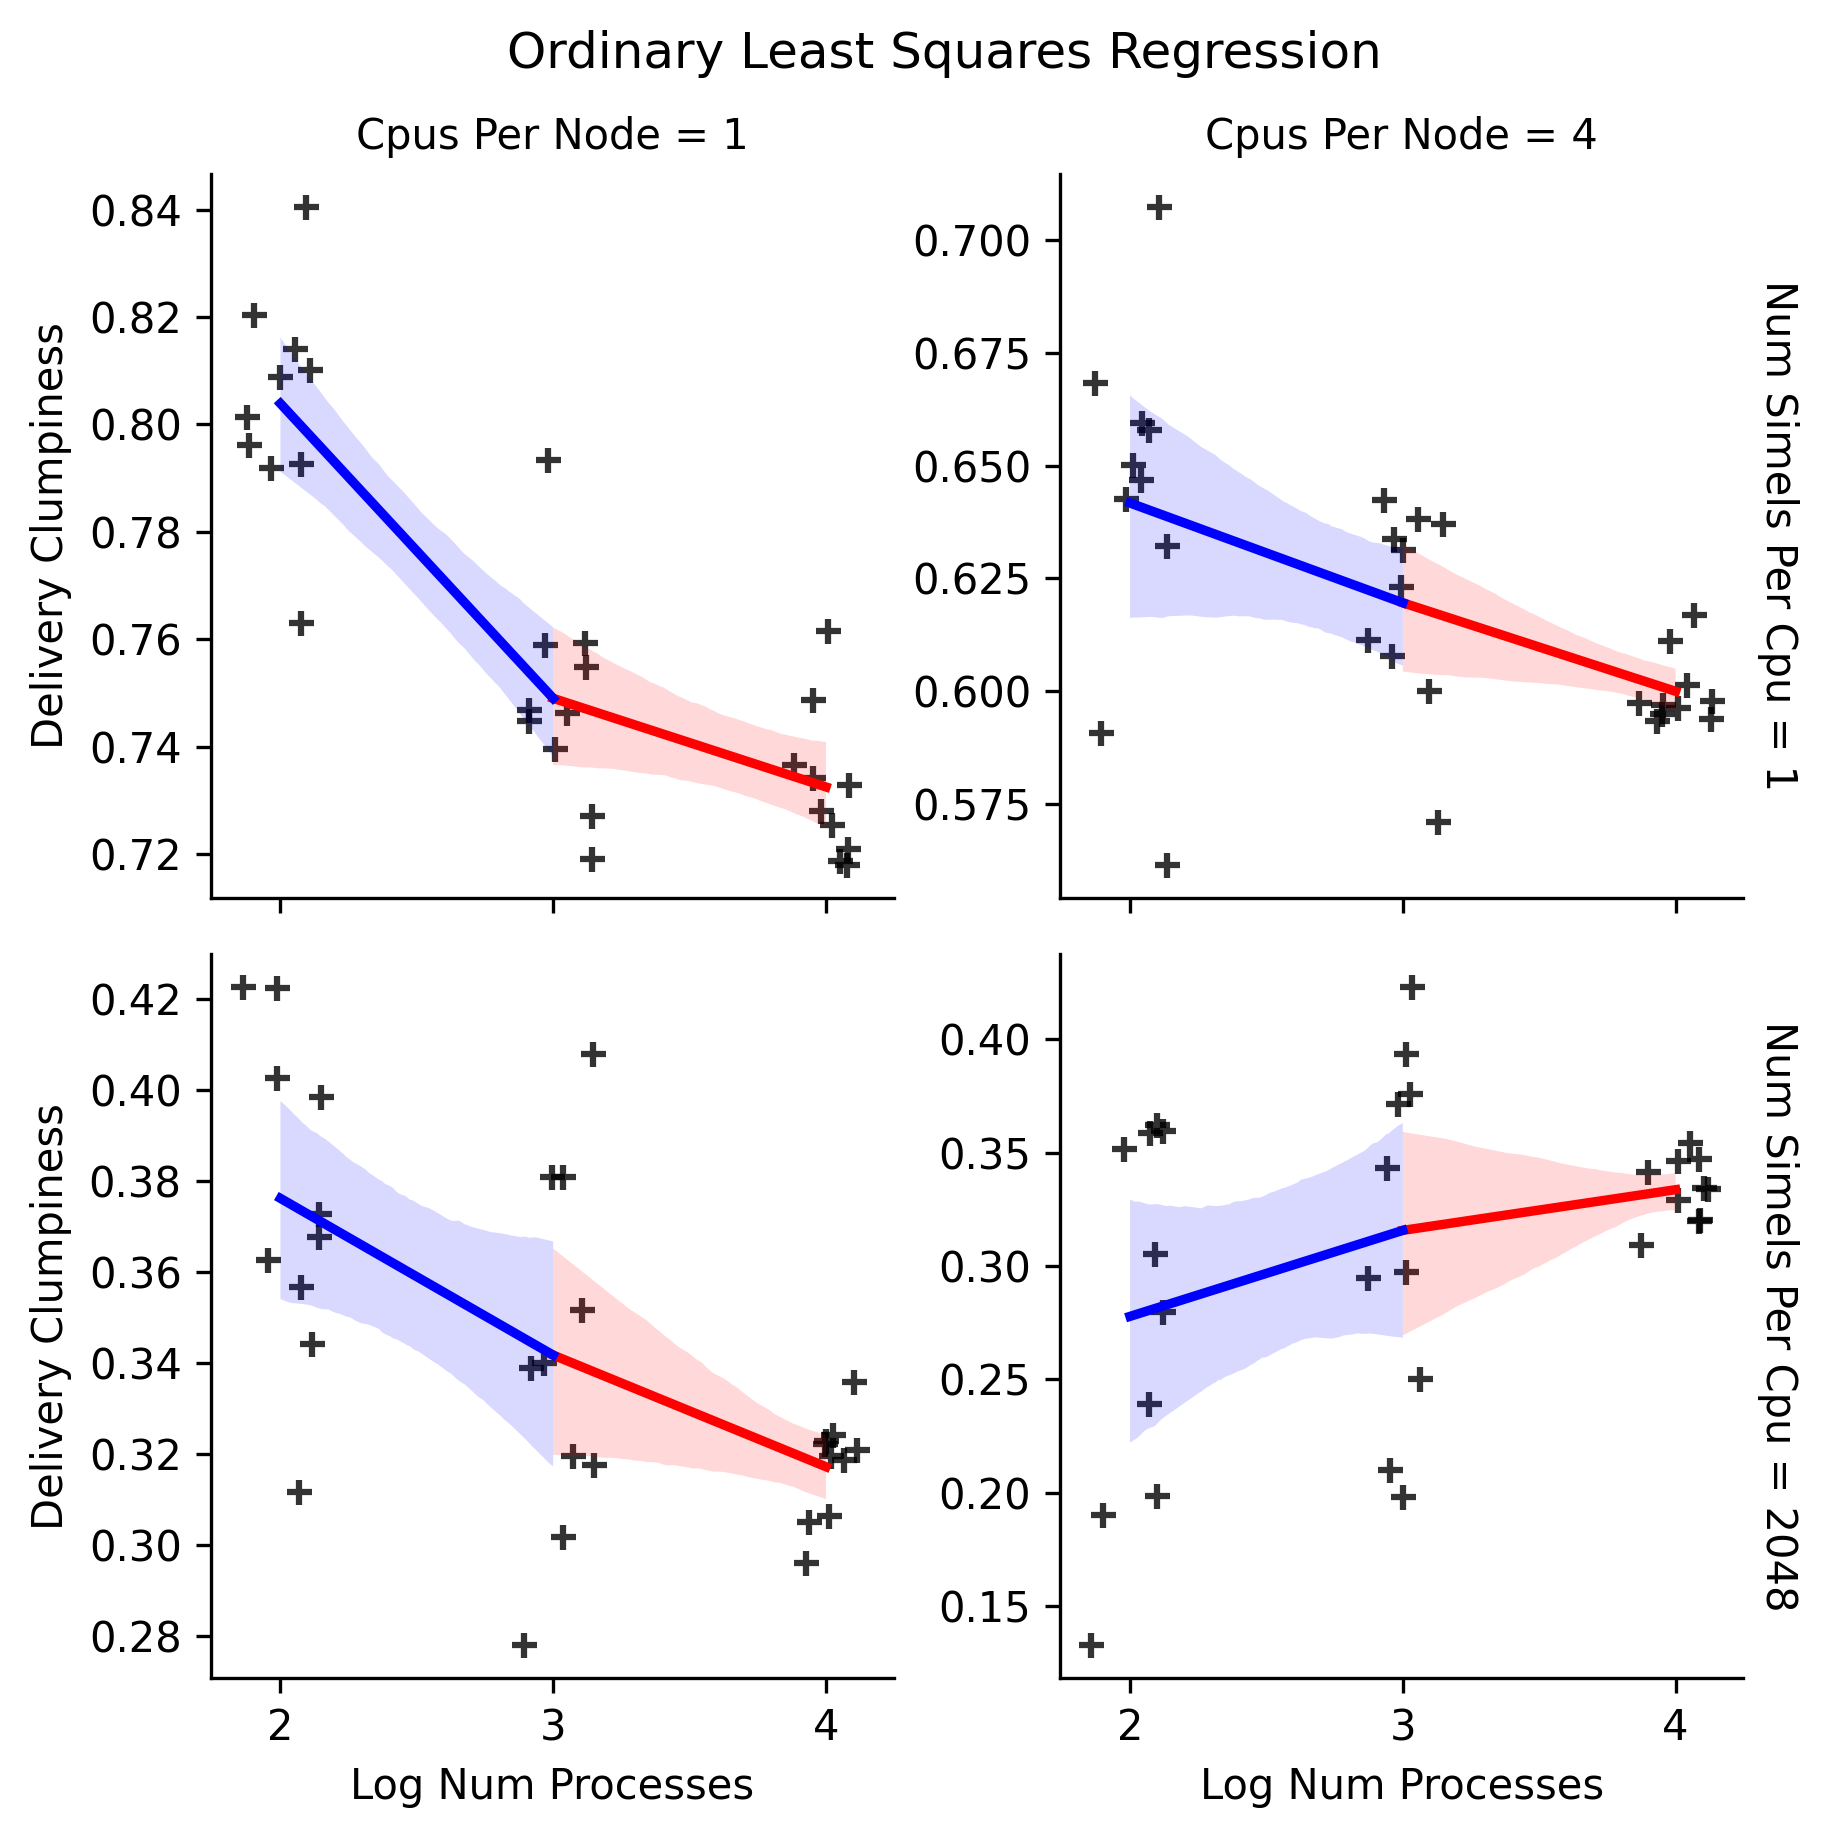 Ordinary Least Squares Regression
Cpus Per Node = 1
Cpus Per Node = 4
Delivery Clumpiness
0.84
0.82
0.80
0.78
0.76
0.74
0.72
0.700
0.675
0.650
0.625
0.600
0.575
Num Simels Per Cpu = 1
Delivery Clumpiness
0.42
0.40
0.38
0.36
0.34
0.32
0.30
0.28
0.40
0.35
0.30
0.25
0.20
0.15
Num Simels Per Cpu = 2048
2 3 4
2 3 4
Log Num Processes
Log Num Processes